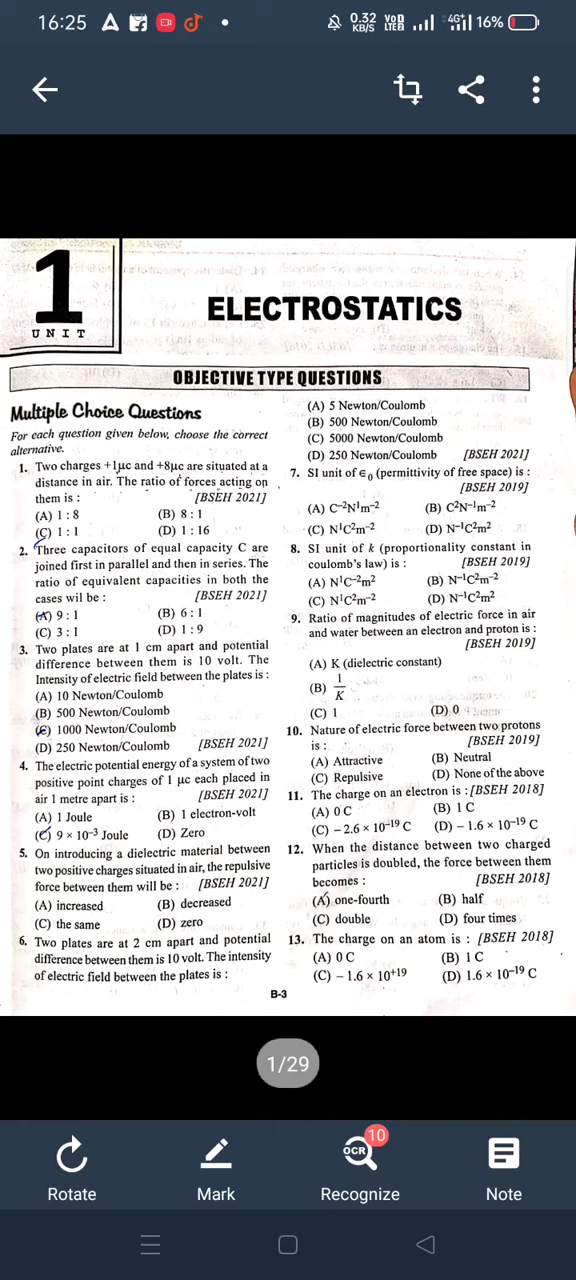 16:25
0.32 KB/S
VoD LTE2
4G+
16%
1
UNIT
ELECTROSTATICS
OBJECTIVE TYPE QUESTIONS
Multiple Choice Questions
For each question given below, choose the correct
alternative.
1. Two charges +1μc and +8μc are situated at a
distance in air. The ratio of forces acting on
them is : [BSEH 2021]
(A) 1 : 8 (B) 8 : 1
(C) 1 : 1 (D) 1 : 16
2. Three capacitors of equal capacity C are
joined first in parallel and then in series. The
ratio of equivalent capacities in both the
cases wil be : [BSEH 2021]
(A) 9 : 1 (B) 6 : 1
(C) 3 : 1 (D) 1 : 9
3. Two plates are at 1 cm apart and potential
difference between them is 10 volt. The
Intensity of electric field between the plates is :
(A) 10 Newton/Coulomb
(B) 500 Newton/Coulomb
(C) 1000 Newton/Coulomb
(D) 250 Newton/Coulomb [BSEH 2021]
4. The electric potential energy of a system of two
positive point charges of 1 μc each placed in
air 1 metre apart is : [BSEH 2021]
(A) 1 Joule (B) 1 electron-volt
(C) 9 × 10⁻³ Joule (D) Zero
5. On introducing a dielectric material between
two positive charges situated in air, the repulsive
force between them will be : [BSEH 2021]
(A) increased (B) decreased
(C) the same (D) zero
6. Two plates are at 2 cm apart and potential
difference between them is 10 volt. The intensity
of electric field between the plates is :
(A) 5 Newton/Coulomb
(B) 500 Newton/Coulomb
(C) 5000 Newton/Coulomb
(D) 250 Newton/Coulomb [BSEH 2021]
7. SI unit of ∈₀ (permittivity of free space) is :
[BSEH 2019]
(A) C⁻²N¹m⁻² (B) C²N⁻¹m⁻²
(C) N¹C²m⁻² (D) N⁻¹C²m²
8. SI unit of k (proportionality constant in
coulomb's law) is : [BSEH 2019]
(A) N¹C⁻²m² (B) N⁻¹C²m⁻²
(C) N¹C²m⁻² (D) N⁻¹C²m²
9. Ratio of magnitudes of electric force in air
and water between an electron and proton is :
[BSEH 2019]
(A) K (dielectric constant)
(B) 1/K
(C) 1 (D) 0
10. Nature of electric force between two protons
is : [BSEH 2019]
(A) Attractive (B) Neutral
(C) Repulsive (D) None of the above
11. The charge on an electron is : [BSEH 2018]
(A) 0 C (B) 1 C
(C) – 2.6 × 10⁻¹⁹ C (D) – 1.6 × 10⁻¹⁹ C
12. When the distance between two charged
particles is doubled, the force between them
becomes : [BSEH 2018]
(A) one-fourth (B) half
(C) double (D) four times
13. The charge on an atom is : [BSEH 2018]
(A) 0 C (B) 1 C
(C) – 1.6 × 10⁺¹⁹ (D) 1.6 × 10⁻¹⁹ C
B-3
1/29
OCR
10
Rotate
Mark
Recognize
Note